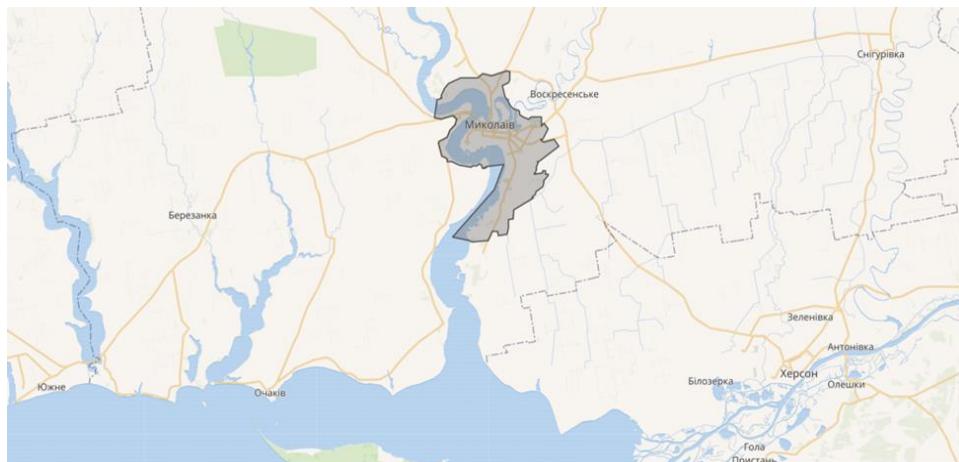 Снігурівка
Воскресенське
Миколаїв
Березанка
Зеленівка
Антонівка
Херсон
Білозерка
Олешки
Южне
Очаків
Гола
Пристань